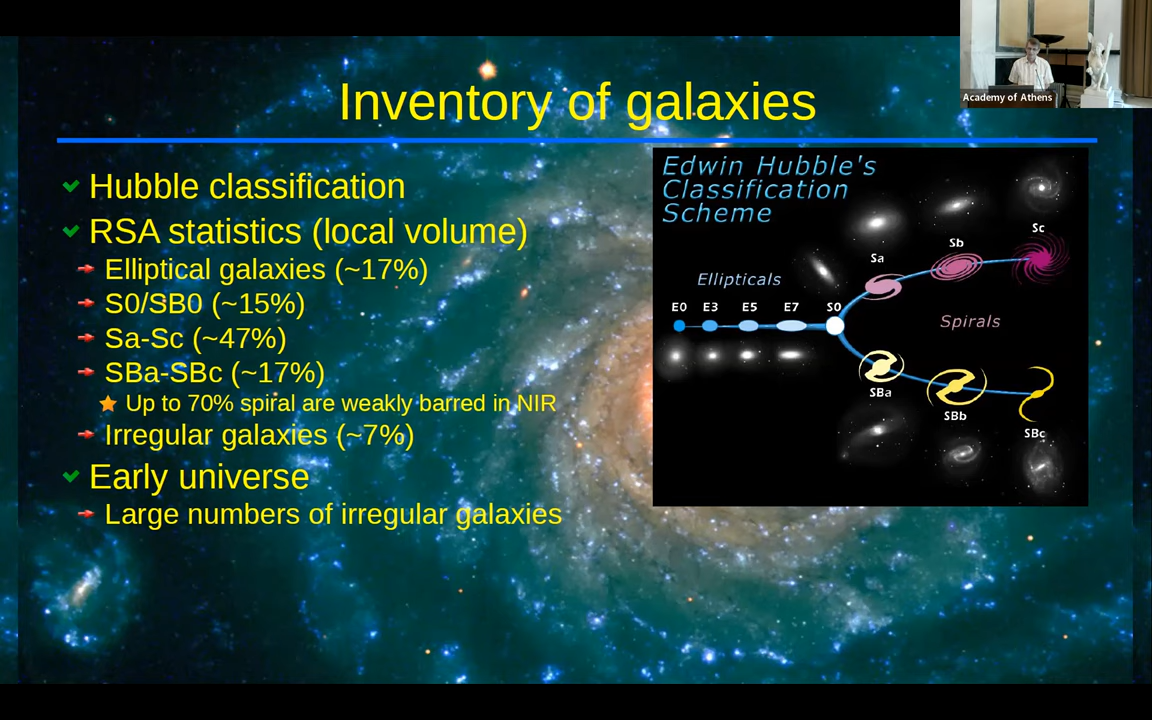 Inventory of galaxies
Academy of Athens
Hubble classification
RSA statistics (local volume)
Elliptical galaxies (~17%)
S0/SB0 (~15%)
Sa-Sc (~47%)
SBa-SBc (~17%)
Up to 70% spiral are weakly barred in NIR
Irregular galaxies (~7%)
Early universe
Large numbers of irregular galaxies
Edwin Hubble's
Classification
Scheme
Ellipticals
E0 E3 E5 E7 S0
Sa
Sb
Sc
Spirals
SBa
SBb
SBc